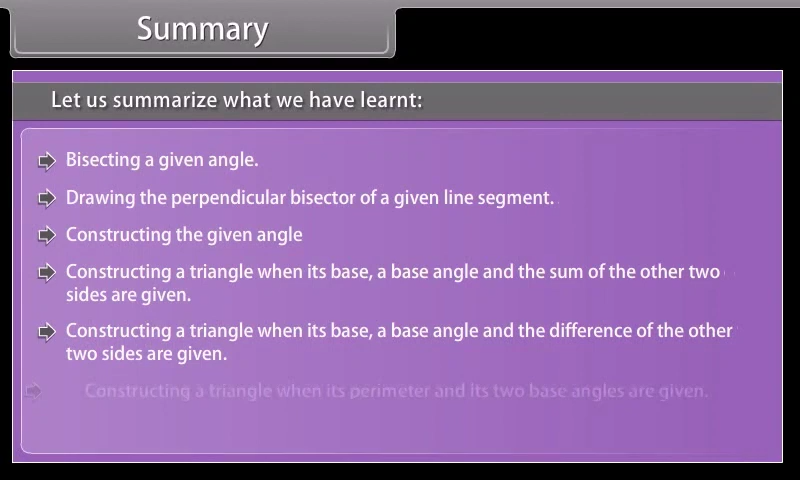 Summary
Let us summarize what we have learnt:
Bisecting a given angle.
Drawing the perpendicular bisector of a given line segment.
Constructing the given angle
Constructing a triangle when its base, a base angle and the sum of the other two
sides are given.
Constructing a triangle when its base, a base angle and the difference of the other
two sides are given.
Constructing a triangle when its perimeter and its two base angles are given.